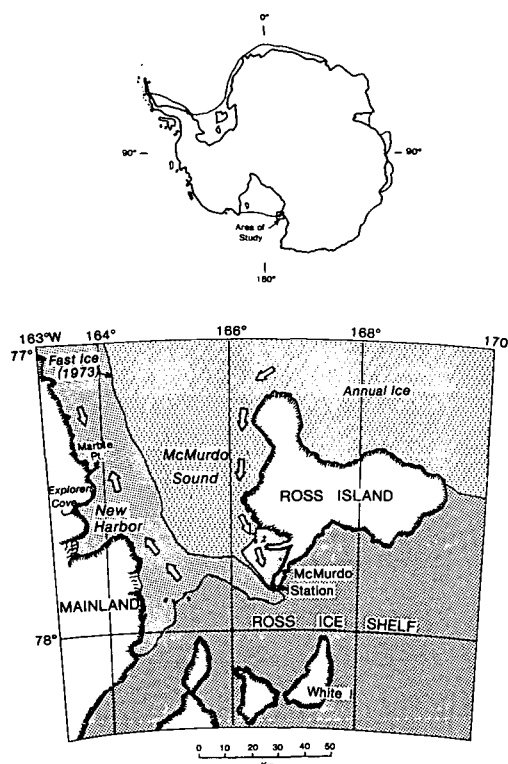 0°
90° –
– 90°
Area of
Study
180°
163°W 164° 166° 168° 170
77°
Fast Ice
(1973)
Annual Ice
Marble
Pt.
McMurdo
Sound
Explorers
Cove
New
Harbor
ROSS ISLAND
McMurdo
Station
MAINLAND
ROSS ICE SHELF
78°
White I
0 10 20 30 40 50